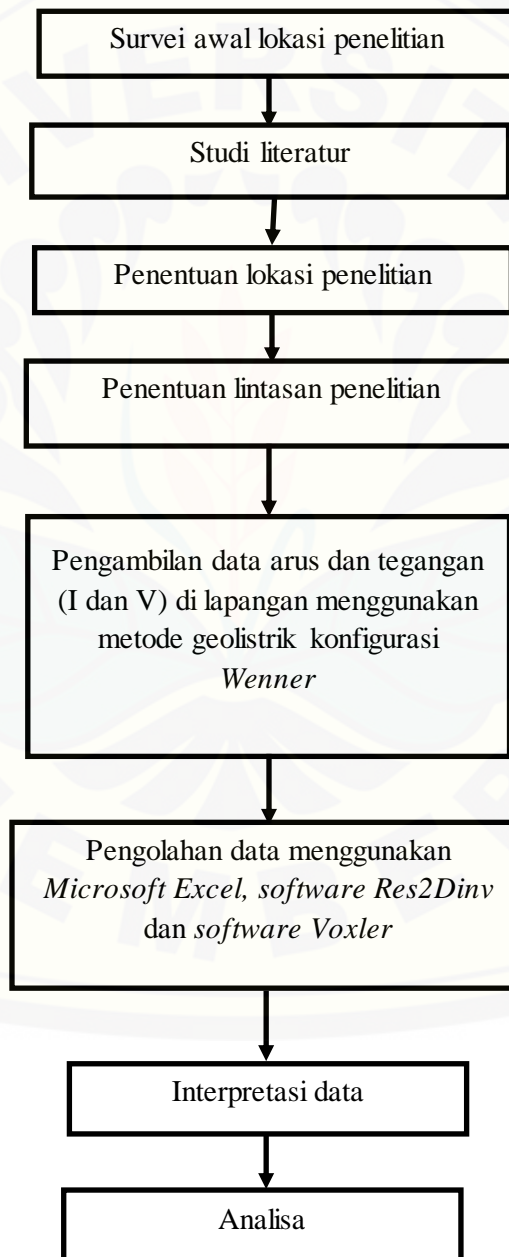 Survei awal lokasi penelitian
Studi literatur
Penentuan lokasi penelitian
Penentuan lintasan penelitian
Pengambilan data arus dan tegangan
(I dan V) di lapangan menggunakan
metode geolistrik konfigurasi
Wenner
Pengolahan data menggunakan
Microsoft Excel, software Res2Dinv
dan software Voxler
Interpretasi data
Analisa